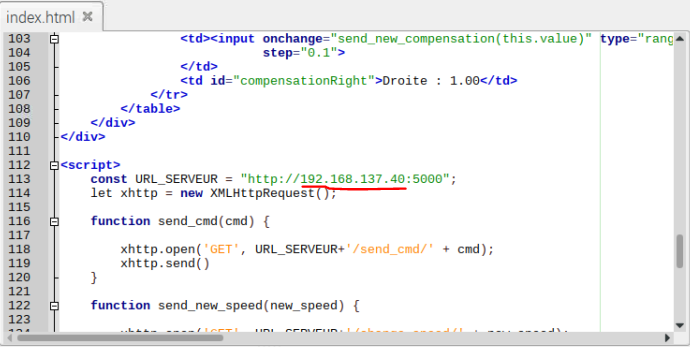 index.html
103 <td><input onchange="send_new_compensation(this.value)" type="rang
104 step="0.1">
105 </td>
106 <td id="compensationRight">Droite : 1.00</td>
107 </tr>
108 </table>
109 </div>
110 </div>
111
112 <script>
113 const URL_SERVEUR = "http://192.168.137.40:5000";
114 let xhttp = new XMLHttpRequest();
115
116 function send_cmd(cmd) {
117
118 xhttp.open('GET', URL_SERVEUR+'/send_cmd/' + cmd);
119 xhttp.send()
120 }
121
122 function send_new_speed(new_speed) {
123